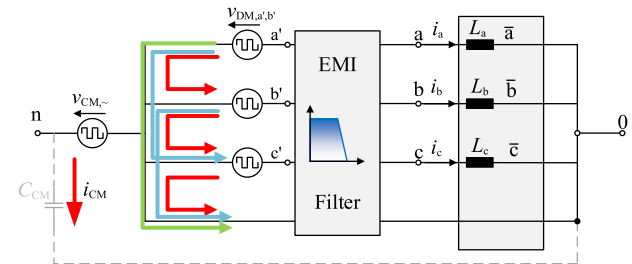 v_DM,a',b'
a' EMI a i_a L_a a̅
v_CM,~ b' b i_b L_b b̅
n 0
c' c i_c L_c c̅
C_CM i_CM Filter